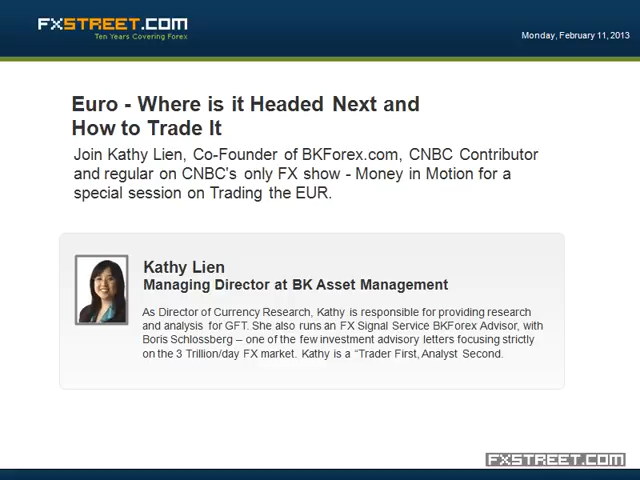 FXSTREET.COM
Ten Years Covering Forex
Monday, February 11, 2013
Euro - Where is it Headed Next and
How to Trade It
Join Kathy Lien, Co-Founder of BKForex.com, CNBC Contributor
and regular on CNBC's only FX show - Money in Motion for a
special session on Trading the EUR.
Kathy Lien
Managing Director at BK Asset Management
As Director of Currency Research, Kathy is responsible for providing research
and analysis for GFT. She also runs an FX Signal Service BKForex Advisor, with
Boris Schlossberg – one of the few investment advisory letters focusing strictly
on the 3 Trillion/day FX market. Kathy is a “Trader First, Analyst Second.
FXSTREET.COM